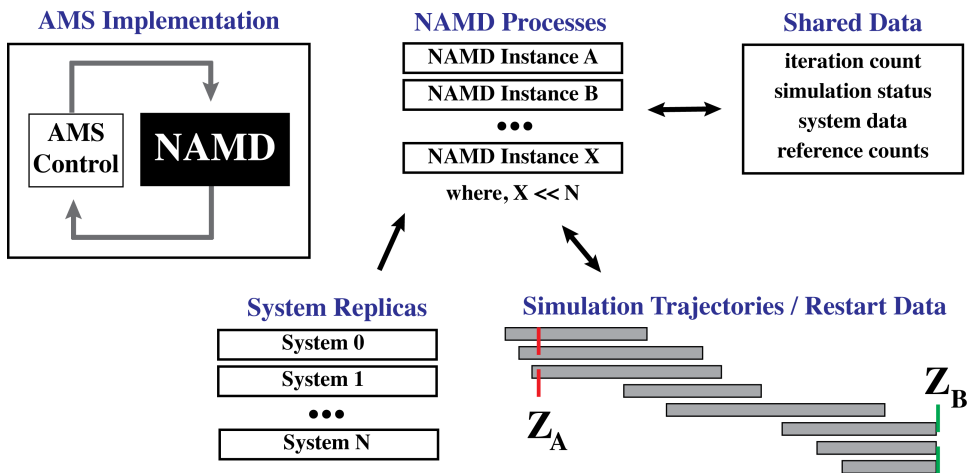 AMS Implementation
AMS
Control
NAMD
NAMD Processes
NAMD Instance A
NAMD Instance B
•••
NAMD Instance X
where, X << N
Shared Data
iteration count
simulation status
system data
reference counts
System Replicas
System 0
System 1
•••
System N
Simulation Trajectories / Restart Data
Z_A
Z_B